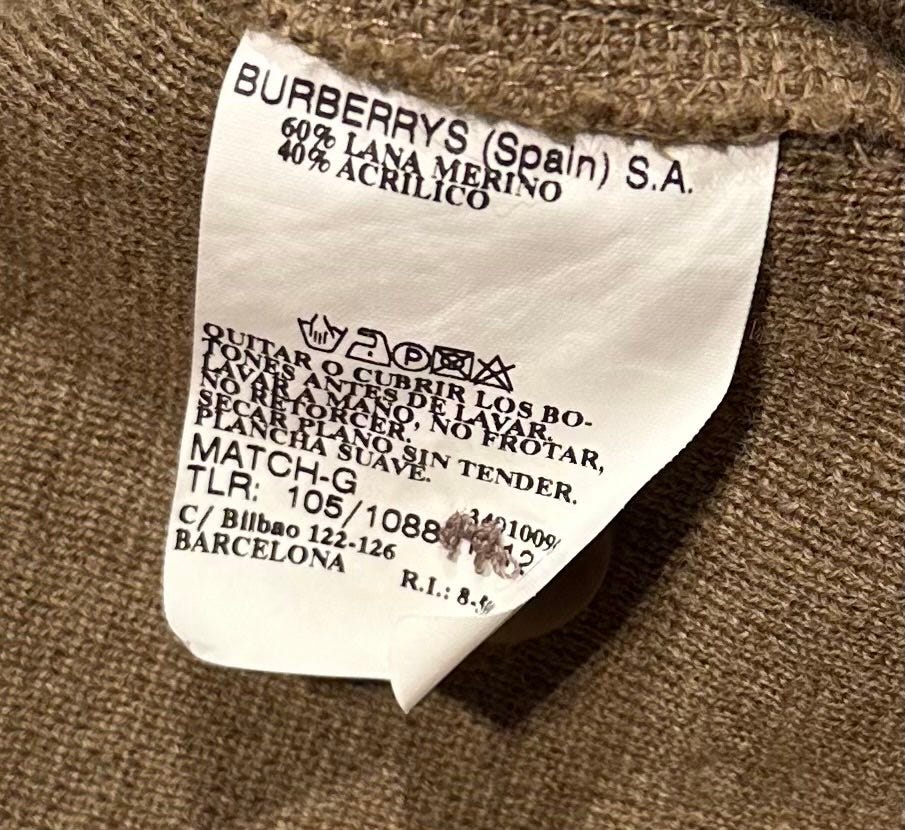 BURBERRYS (Spain) S.A.
60% LANA MERINO
40% ACRILICO
P
QUITAR O CUBRIR LOS BO-
TONES ANTES DE LAVAR.
LAVAR A MANO, NO FROTAR,
NO RETORCER.
SECAR PLANO SIN TENDER.
PLANCHA SUAVE.
MATCH-G
TLR: 105/1088
C/ Bilbao 122-126
BARCELONA
R.I.: